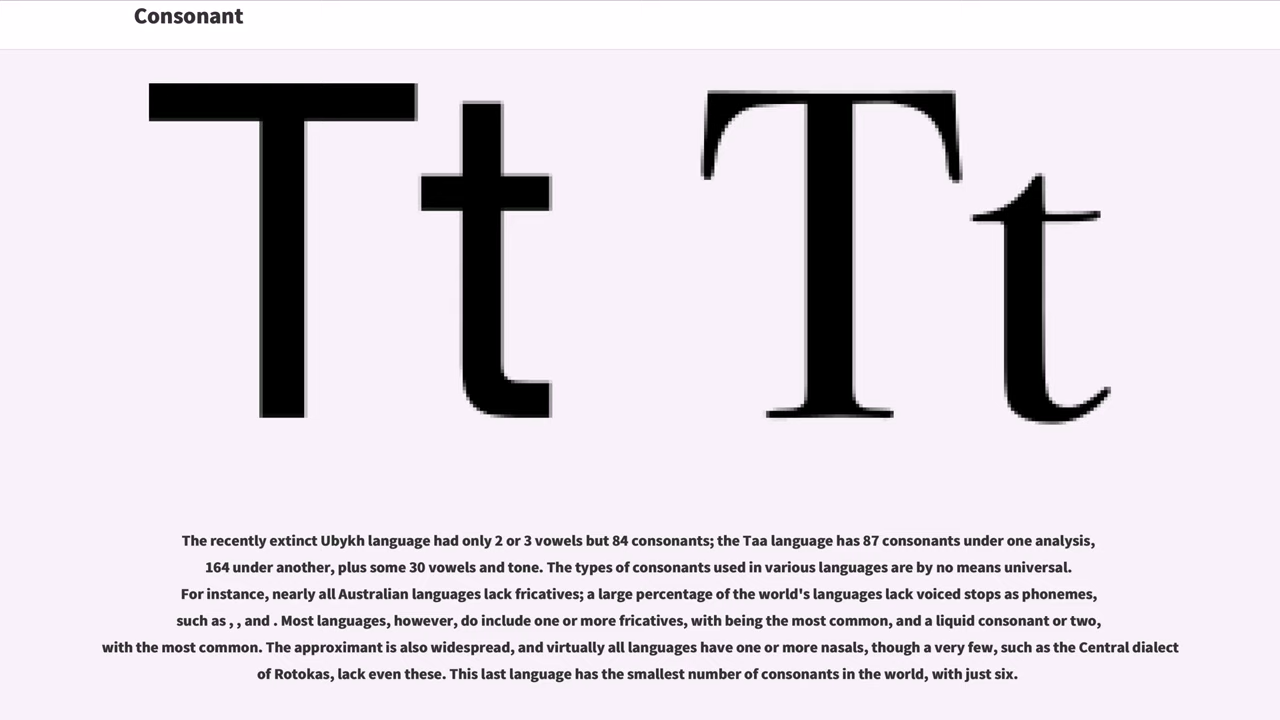 Consonant
Tt Tt
The recently extinct Ubykh language had only 2 or 3 vowels but 84 consonants; the Taa language has 87 consonants under one analysis,
164 under another, plus some 30 vowels and tone. The types of consonants used in various languages are by no means universal.
For instance, nearly all Australian languages lack fricatives; a large percentage of the world's languages lack voiced stops as phonemes,
such as , , and . Most languages, however, do include one or more fricatives, with being the most common, and a liquid consonant or two,
with the most common. The approximant is also widespread, and virtually all languages have one or more nasals, though a very few, such as the Central dialect
of Rotokas, lack even these. This last language has the smallest number of consonants in the world, with just six.